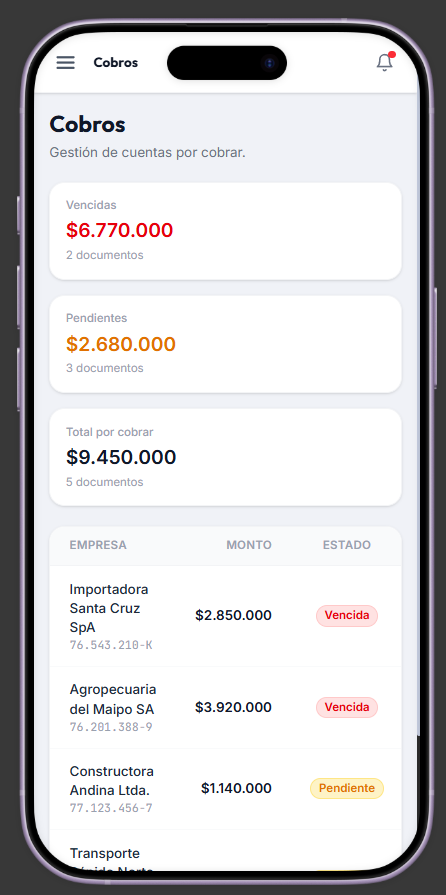 Cobros
Cobros
Gestión de cuentas por cobrar.
Vencidas
$6.770.000
2 documentos
Pendientes
$2.680.000
3 documentos
Total por cobrar
$9.450.000
5 documentos
EMPRESA MONTO ESTADO
Importadora
Santa Cruz
SpA
76.543.210-K
$2.850.000
Vencida
Agropecuaria
del Maipo SA
76.201.388-9
$3.920.000
Vencida
Constructora
Andina Ltda.
77.123.456-7
$1.140.000
Pendiente
Transporte